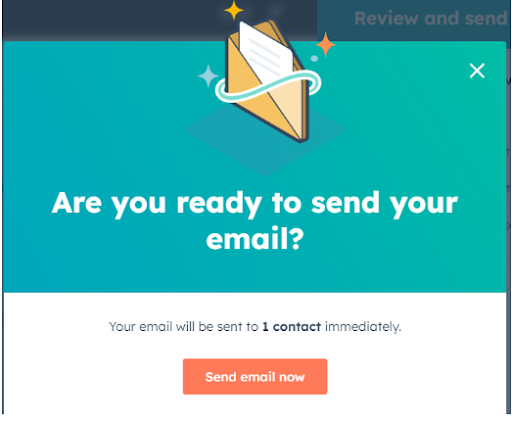 Review and send
Are you ready to send your
email?
Your email will be sent to 1 contact immediately.
Send email now